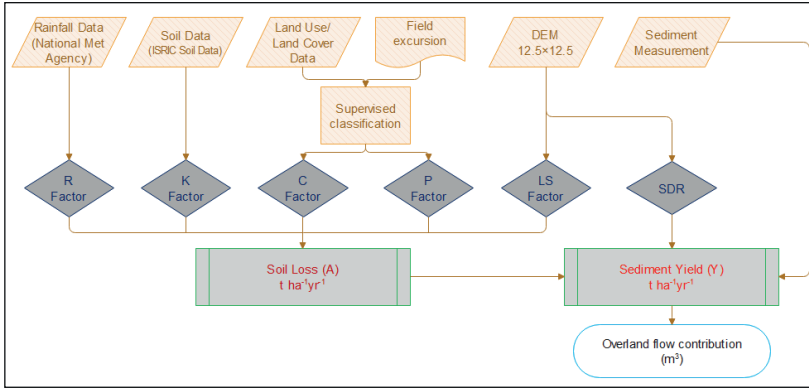 Rainfall Data
(National Met
Agency)
Soil Data
(ISRIC Soil Data)
Land Use/
Land Cover
Data
Field
excursion
DEM
12.5×12.5
Sediment
Measurement
Supervised
classification
R
Factor
K
Factor
C
Factor
P
Factor
LS
Factor
SDR
Soil Loss (A)
t ha⁻¹yr⁻¹
Sediment Yield (Y)
t ha⁻¹yr⁻¹
Overland flow contribution
(m³)